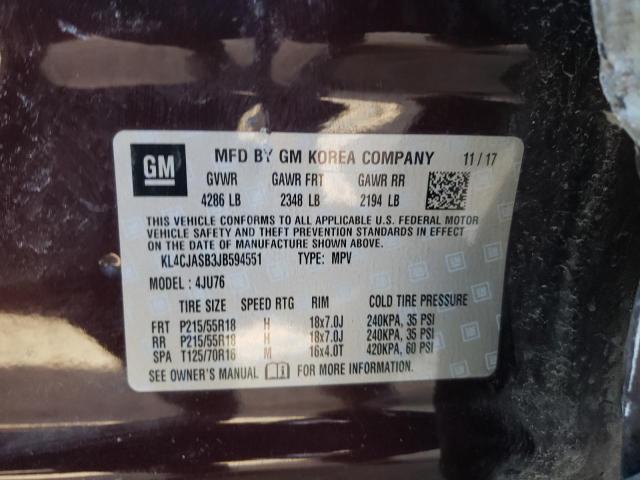 GM MFD BY GM KOREA COMPANY 11/17
GVWR GAWR FRT GAWR RR
4286 LB 2348 LB 2194 LB
THIS VEHICLE CONFORMS TO ALL APPLICABLE U.S. FEDERAL MOTOR
VEHICLE SAFETY AND THEFT PREVENTION STANDARDS IN EFFECT
ON THE DATE OF MANUFACTURE SHOWN ABOVE.
KL4CJASB3JB594551 TYPE: MPV
MODEL: 4JU76
TIRE SIZE SPEED RTG RIM COLD TIRE PRESSURE
FRT P215/55R18 H 18x7.0J 240KPA, 35 PSI
RR P215/55R18 H 18x7.0J 240KPA, 35 PSI
SPA T125/70R16 M 16x4.0T 420KPA, 60 PSI
SEE OWNER'S MANUAL FOR MORE INFORMATION.